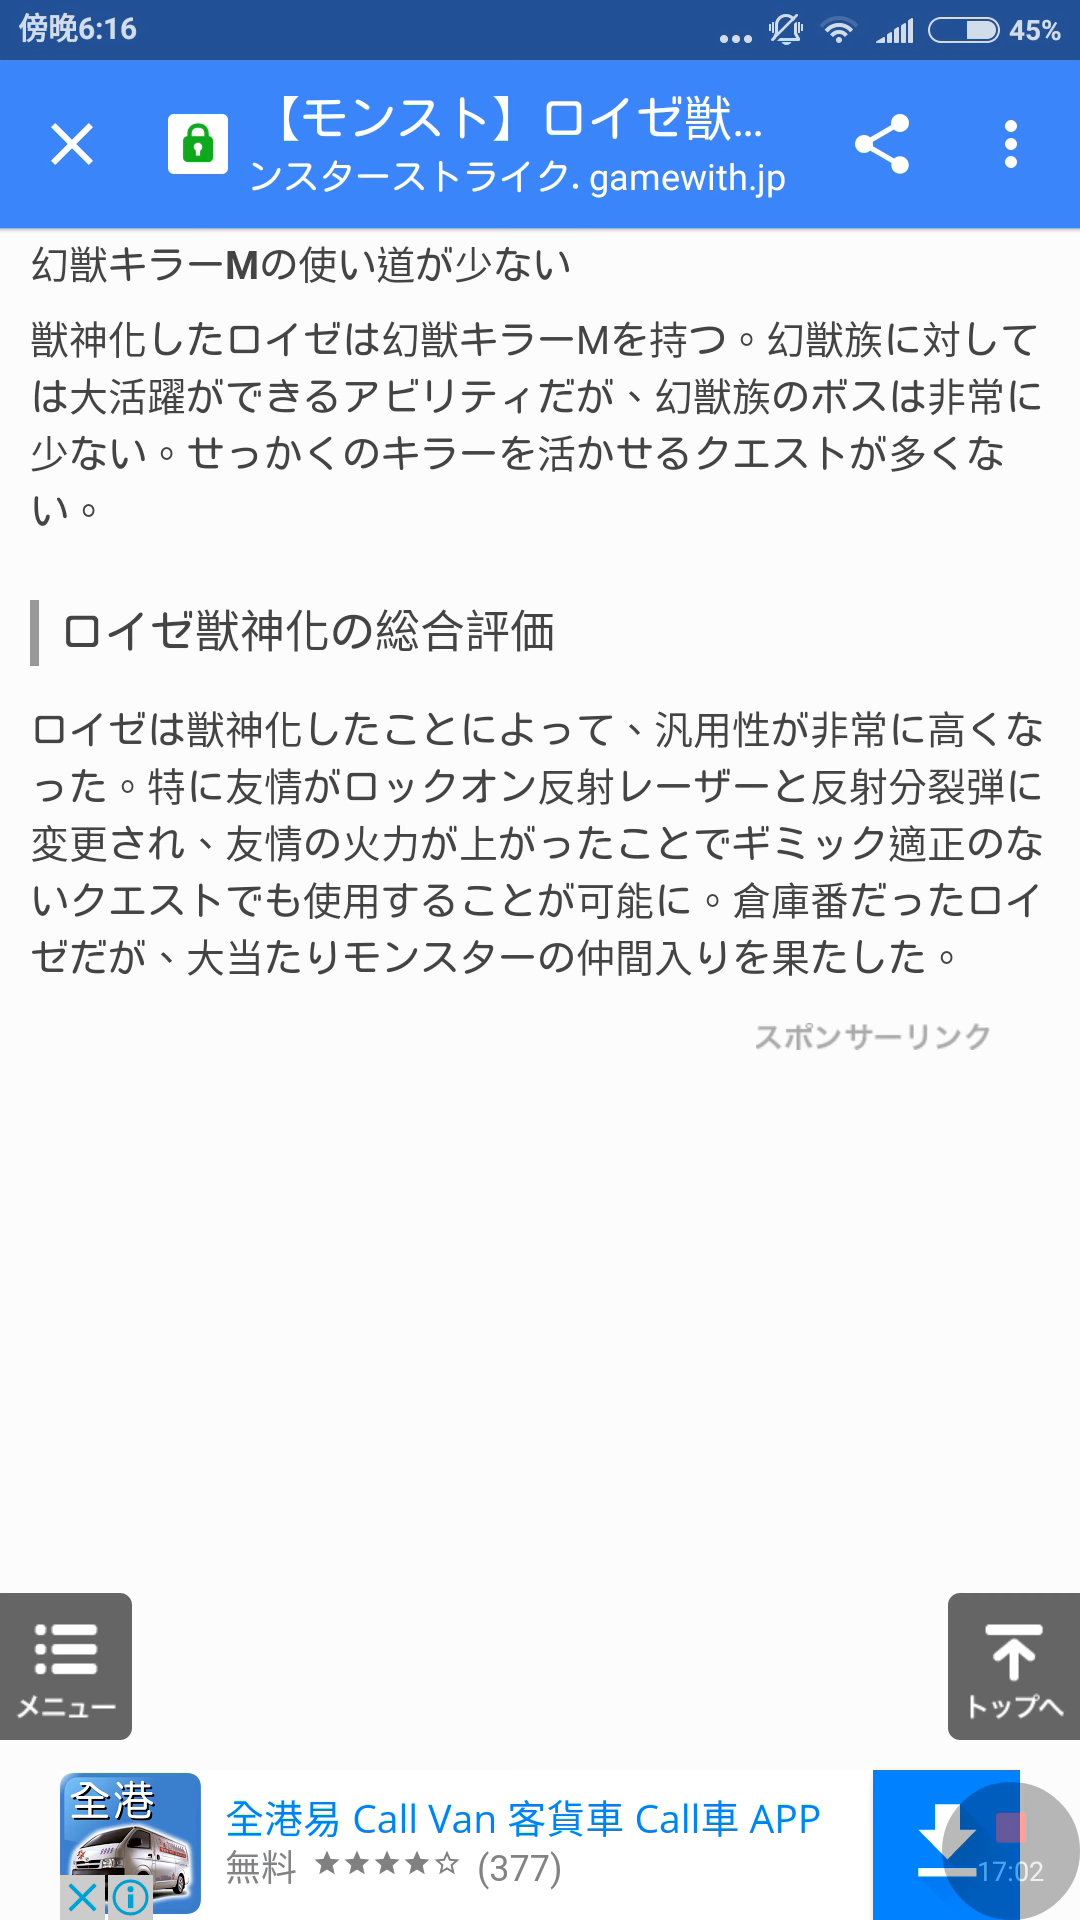 傍晚6:16
45%
【モンスト】ロイゼ獣…
ンスターストライク. gamewith.jp
幻獣キラーMの使い道が少ない
獣神化したロイゼは幻獣キラーMを持つ。幻獣族に対して
は大活躍ができるアビリティだが、幻獣族のボスは非常に
少ない。せっかくのキラーを活かせるクエストが多くな
い。
ロイゼ獣神化の総合評価
ロイゼは獣神化したことによって、汎用性が非常に高くな
った。特に友情がロックオン反射レーザーと反射分裂弾に
変更され、友情の火力が上がったことでギミック適正のな
いクエストでも使用することが可能に。倉庫番だったロイ
ゼだが、大当たりモンスターの仲間入りを果たした。
スポンサーリンク
メニュー
トップへ
全港
全港易 Call Van 客貨車 Call車 APP
無料 ★★★★☆ (377)
17:02